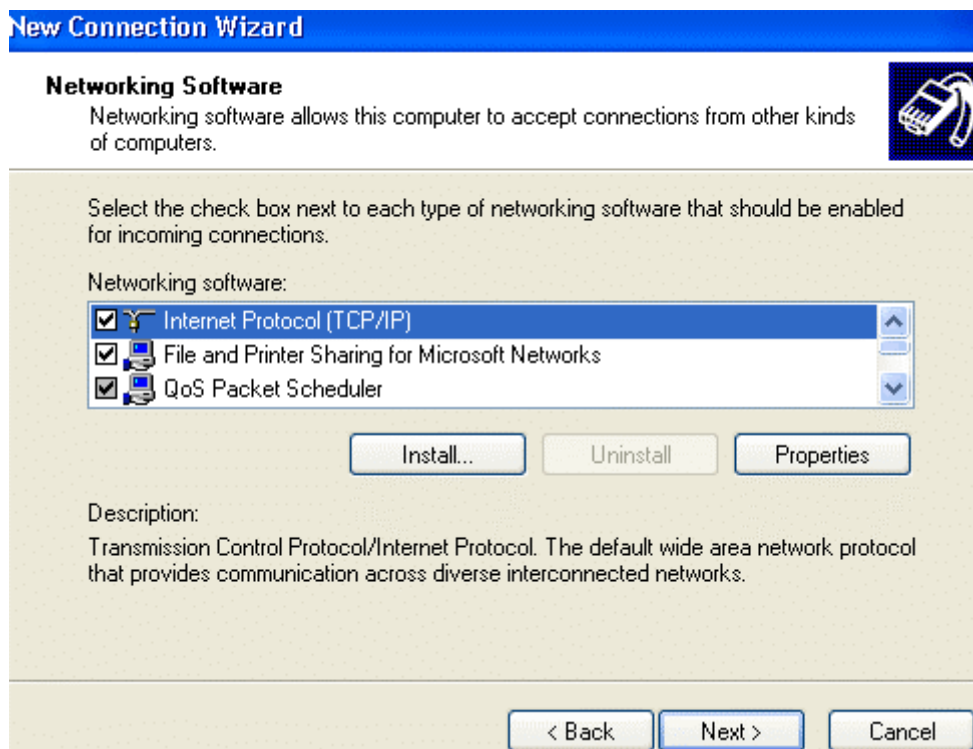 New Connection Wizard
Networking Software
Networking software allows this computer to accept connections from other kinds
of computers.
Select the check box next to each type of networking software that should be enabled
for incoming connections.
Networking software:
Internet Protocol (TCP/IP)
File and Printer Sharing for Microsoft Networks
QoS Packet Scheduler
Install...
Uninstall
Properties
Description:
Transmission Control Protocol/Internet Protocol. The default wide area network protocol
that provides communication across diverse interconnected networks.
< Back
Next >
Cancel